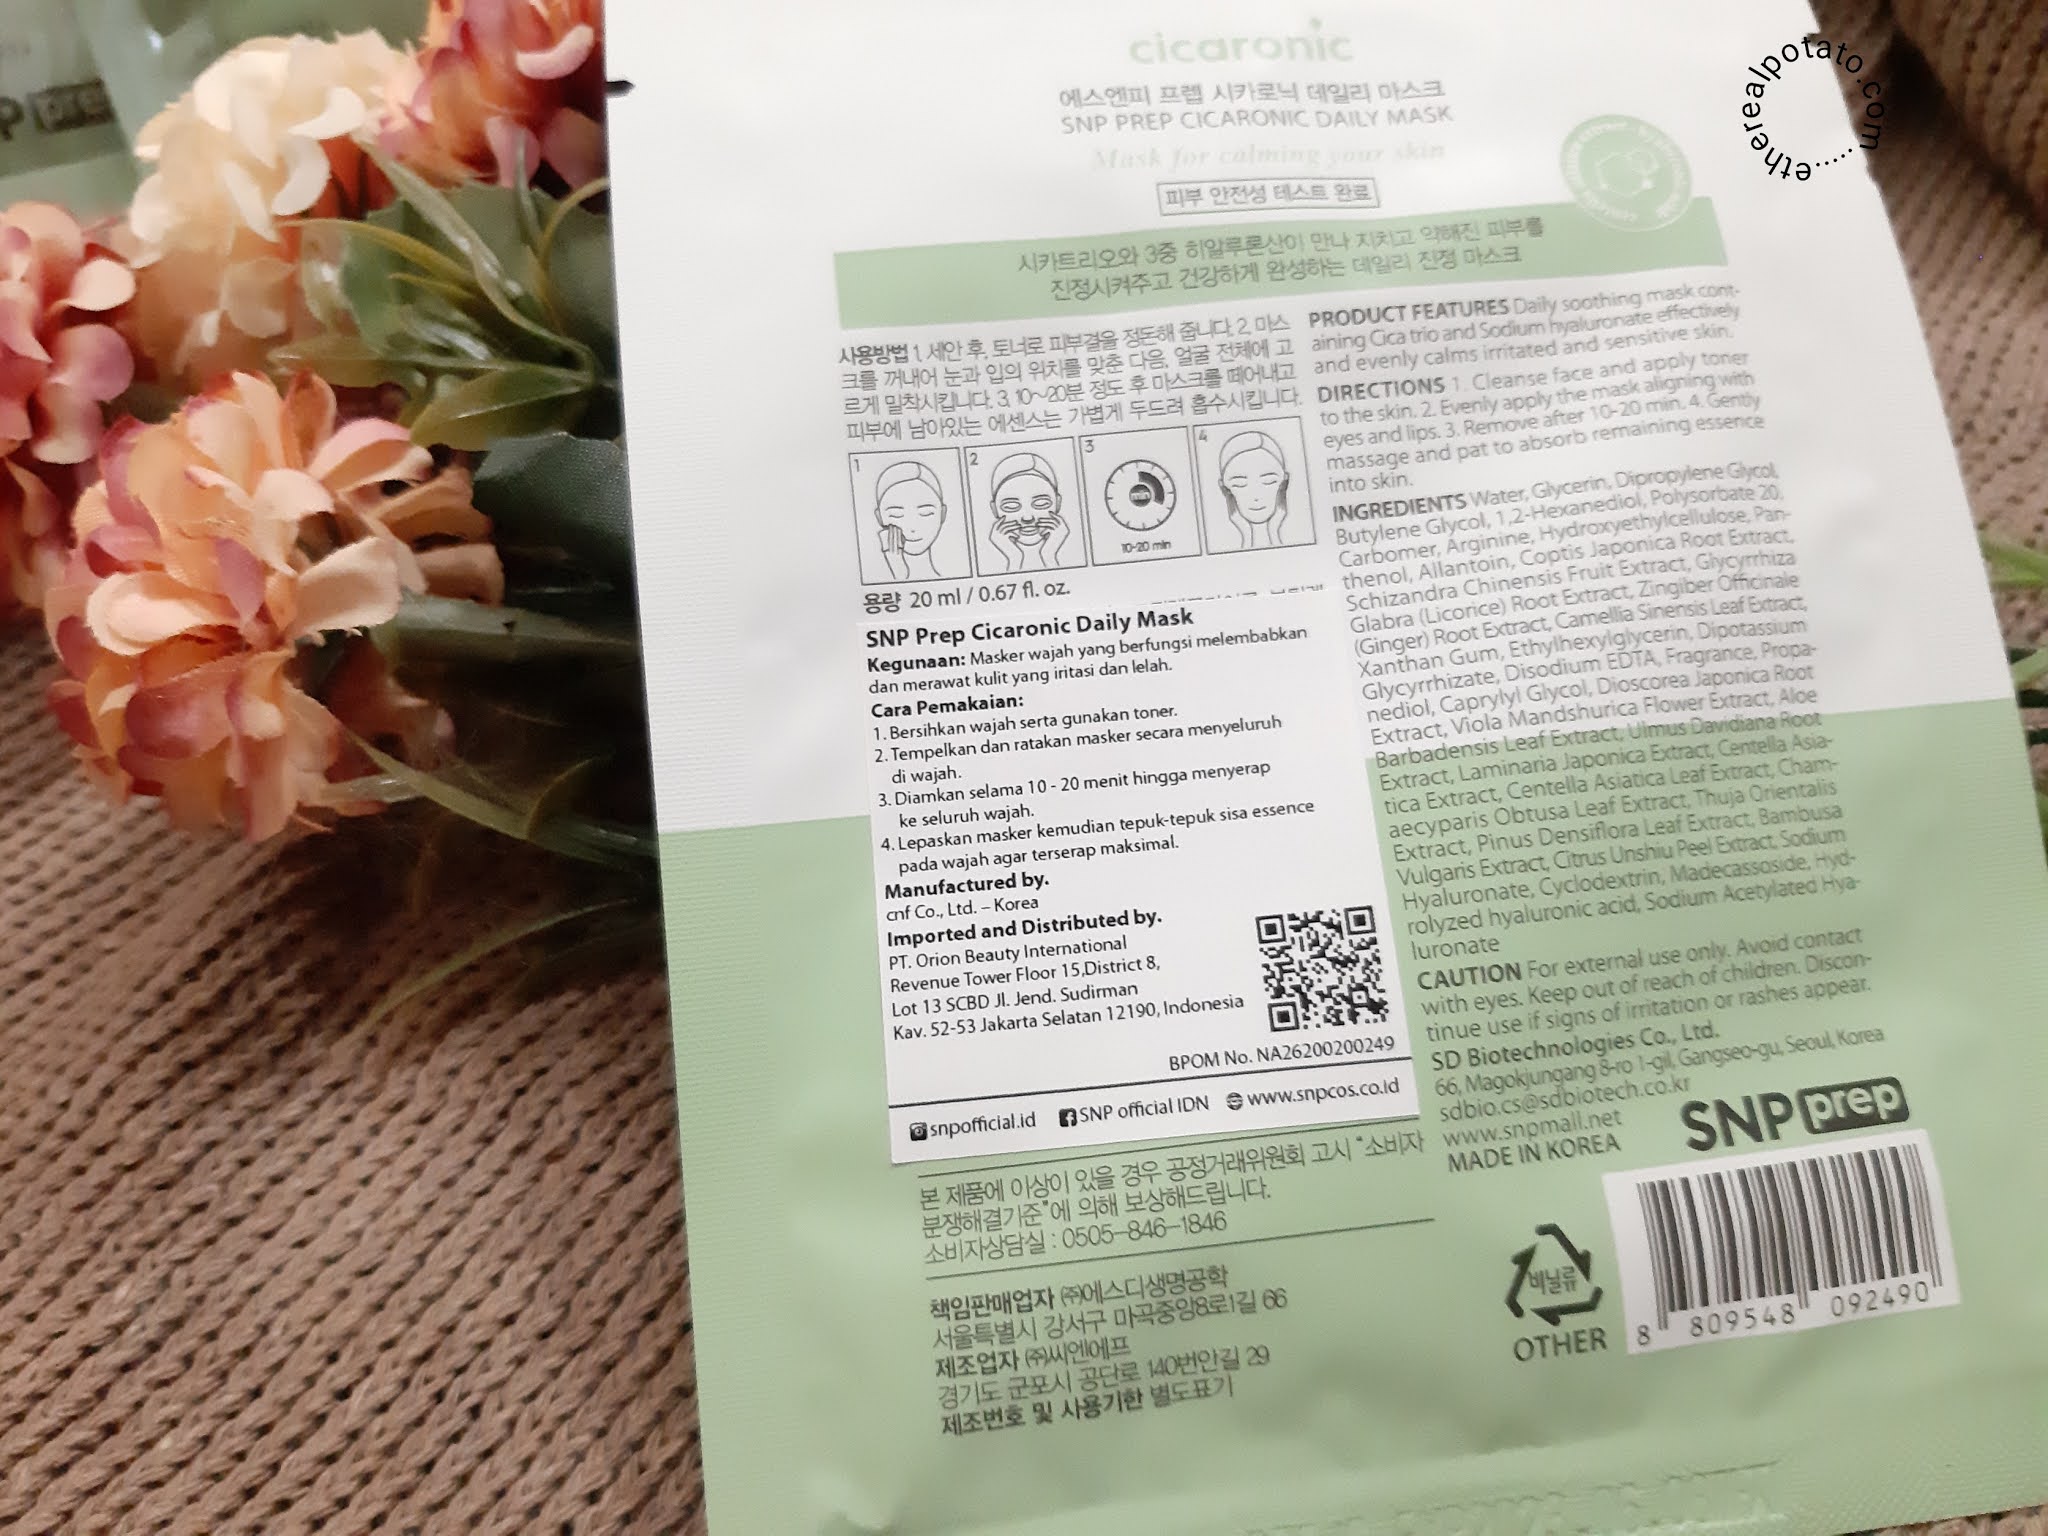 cicaronic
에스엔피 프렙 시카로닉 데일리 마스크
SNP PREP CICARONIC DAILY MASK
Mask for calming your skin
피부 안전성 테스트 완료
etherealpotato.com
시카트리오와 3중 히알루론산이 만나 지치고 약해진 피부를
진정시켜주고 건강하게 완성하는 데일리 진정 마스크
사용방법 1. 세안 후, 토너로 피부결을 정돈해 줍니다. 2. 마스
크를 꺼내어 눈과 입의 위치를 맞춘 다음, 얼굴 전체에 고
르게 밀착시킵니다. 3. 10~20분 정도 후 마스크를 떼어내고
피부에 남아있는 에센스는 가볍게 두드려 흡수시킵니다.
1
2
3
4
min
10-20 min
용량 20 ml / 0.67 fl. oz.
SNP Prep Cicaronic Daily Mask
Kegunaan: Masker wajah yang berfungsi melembabkan
dan merawat kulit yang iritasi dan lelah.
Cara Pemakaian:
1. Bersihkan wajah serta gunakan toner.
2. Tempelkan dan ratakan masker secara menyeluruh
di wajah.
3. Diamkan selama 10 - 20 menit hingga menyerap
ke seluruh wajah.
4. Lepaskan masker kemudian tepuk-tepuk sisa essence
pada wajah agar terserap maksimal.
Manufactured by.
cnf Co., Ltd. – Korea
Imported and Distributed by.
PT. Orion Beauty International
Revenue Tower Floor 15,District 8,
Lot 13 SCBD Jl. Jend. Sudirman
Kav. 52-53 Jakarta Selatan 12190, Indonesia
BPOM No. NA26200200249
snpofficial.id SNP official IDN www.snpcos.co.id
본 제품에 이상이 있을 경우 공정거래위원회 고시 "소비자
분쟁해결기준"에 의해 보상해드립니다.
소비자상담실 : 0505-846-1846
책임판매업자 ㈜에스디생명공학
서울특별시 강서구 마곡중앙8로1길 66
제조업자 ㈜씨엔에프
경기도 군포시 공단로 140번안길 29
제조번호 및 사용기한 별도표기
PRODUCT FEATURES Daily soothing mask cont-
aining Cica trio and Sodium hyaluronate effectively
and evenly calms irritated and sensitive skin.
DIRECTIONS 1. Cleanse face and apply toner
to the skin. 2. Evenly apply the mask aligning with
eyes and lips. 3. Remove after 10-20 min. 4. Gently
massage and pat to absorb remaining essence
into skin.
INGREDIENTS Water, Glycerin, Dipropylene Glycol,
Butylene Glycol, 1,2-Hexanediol, Polysorbate 20,
Carbomer, Arginine, Hydroxyethylcellulose, Pan-
thenol, Allantoin, Coptis Japonica Root Extract,
Schizandra Chinensis Fruit Extract, Glycyrrhiza
Glabra (Licorice) Root Extract, Zingiber Officinale
(Ginger) Root Extract, Camellia Sinensis Leaf Extract,
Xanthan Gum, Ethylhexylglycerin, Dipotassium
Glycyrrhizate, Disodium EDTA, Fragrance, Propa-
nediol, Caprylyl Glycol, Dioscorea Japonica Root
Extract, Viola Mandshurica Flower Extract, Aloe
Barbadensis Leaf Extract, Ulmus Davidiana Root
Extract, Laminaria Japonica Extract, Centella Asia-
tica Extract, Centella Asiatica Leaf Extract, Cham-
aecyparis Obtusa Leaf Extract, Thuja Orientalis
Extract, Pinus Densiflora Leaf Extract, Bambusa
Vulgaris Extract, Citrus Unshiu Peel Extract, Sodium
Hyaluronate, Cyclodextrin, Madecassoside, Hyd-
rolyzed hyaluronic acid, Sodium Acetylated Hya-
luronate
CAUTION For external use only. Avoid contact
with eyes. Keep out of reach of children. Discon-
tinue use if signs of irritation or rashes appear.
SD Biotechnologies Co., Ltd.
66, Magokjungang 8-ro 1-gil, Gangseo-gu, Seoul, Korea
sdbio.cs@sdbiotech.co.kr
www.snpmall.net
MADE IN KOREA
SNP prep
비닐류
OTHER
8 809548 092490